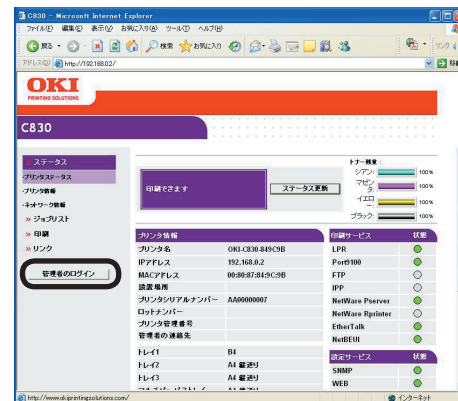 C830 - Microsoft Internet Explorer
ファイル(F) 編集(E) 表示(V) お気に入り(A) ツール(T) ヘルプ(H)
戻る 検索 お気に入り
アドレス(D) http://192.168.0.2/
OKI
PRINTING SOLUTIONS
C830
ステータス
・プリンタステータス
・プリンタ情報
・ネットワーク情報
» ジョブリスト
» 印刷
» リンク
管理者のログイン
印刷できます
ステータス更新
トナー残量:
シアン: 100%
マゼンタ: 100%
イエロー: 100%
ブラック: 100%
プリンタ情報
プリンタ名 OKI-C830-849C9B
IPアドレス 192.168.0.2
MACアドレス 00:80:87:84:9C:9B
設置場所
プリンタシリアルナンバー AA00000007
ロットナンバー
プリンタ管理番号
管理者の連絡先
トレイ1 B4
トレイ2 A4 縦送り
トレイ3 A4 縦送り
印刷サービス 状態
LPR
Port9100
FTP
IPP
NetWare Pserver
NetWare Rprinter
EtherTalk
NetBEUI
設定サービス 状態
SNMP
WEB
http://www.okiprintingsolutions.com/
インターネット